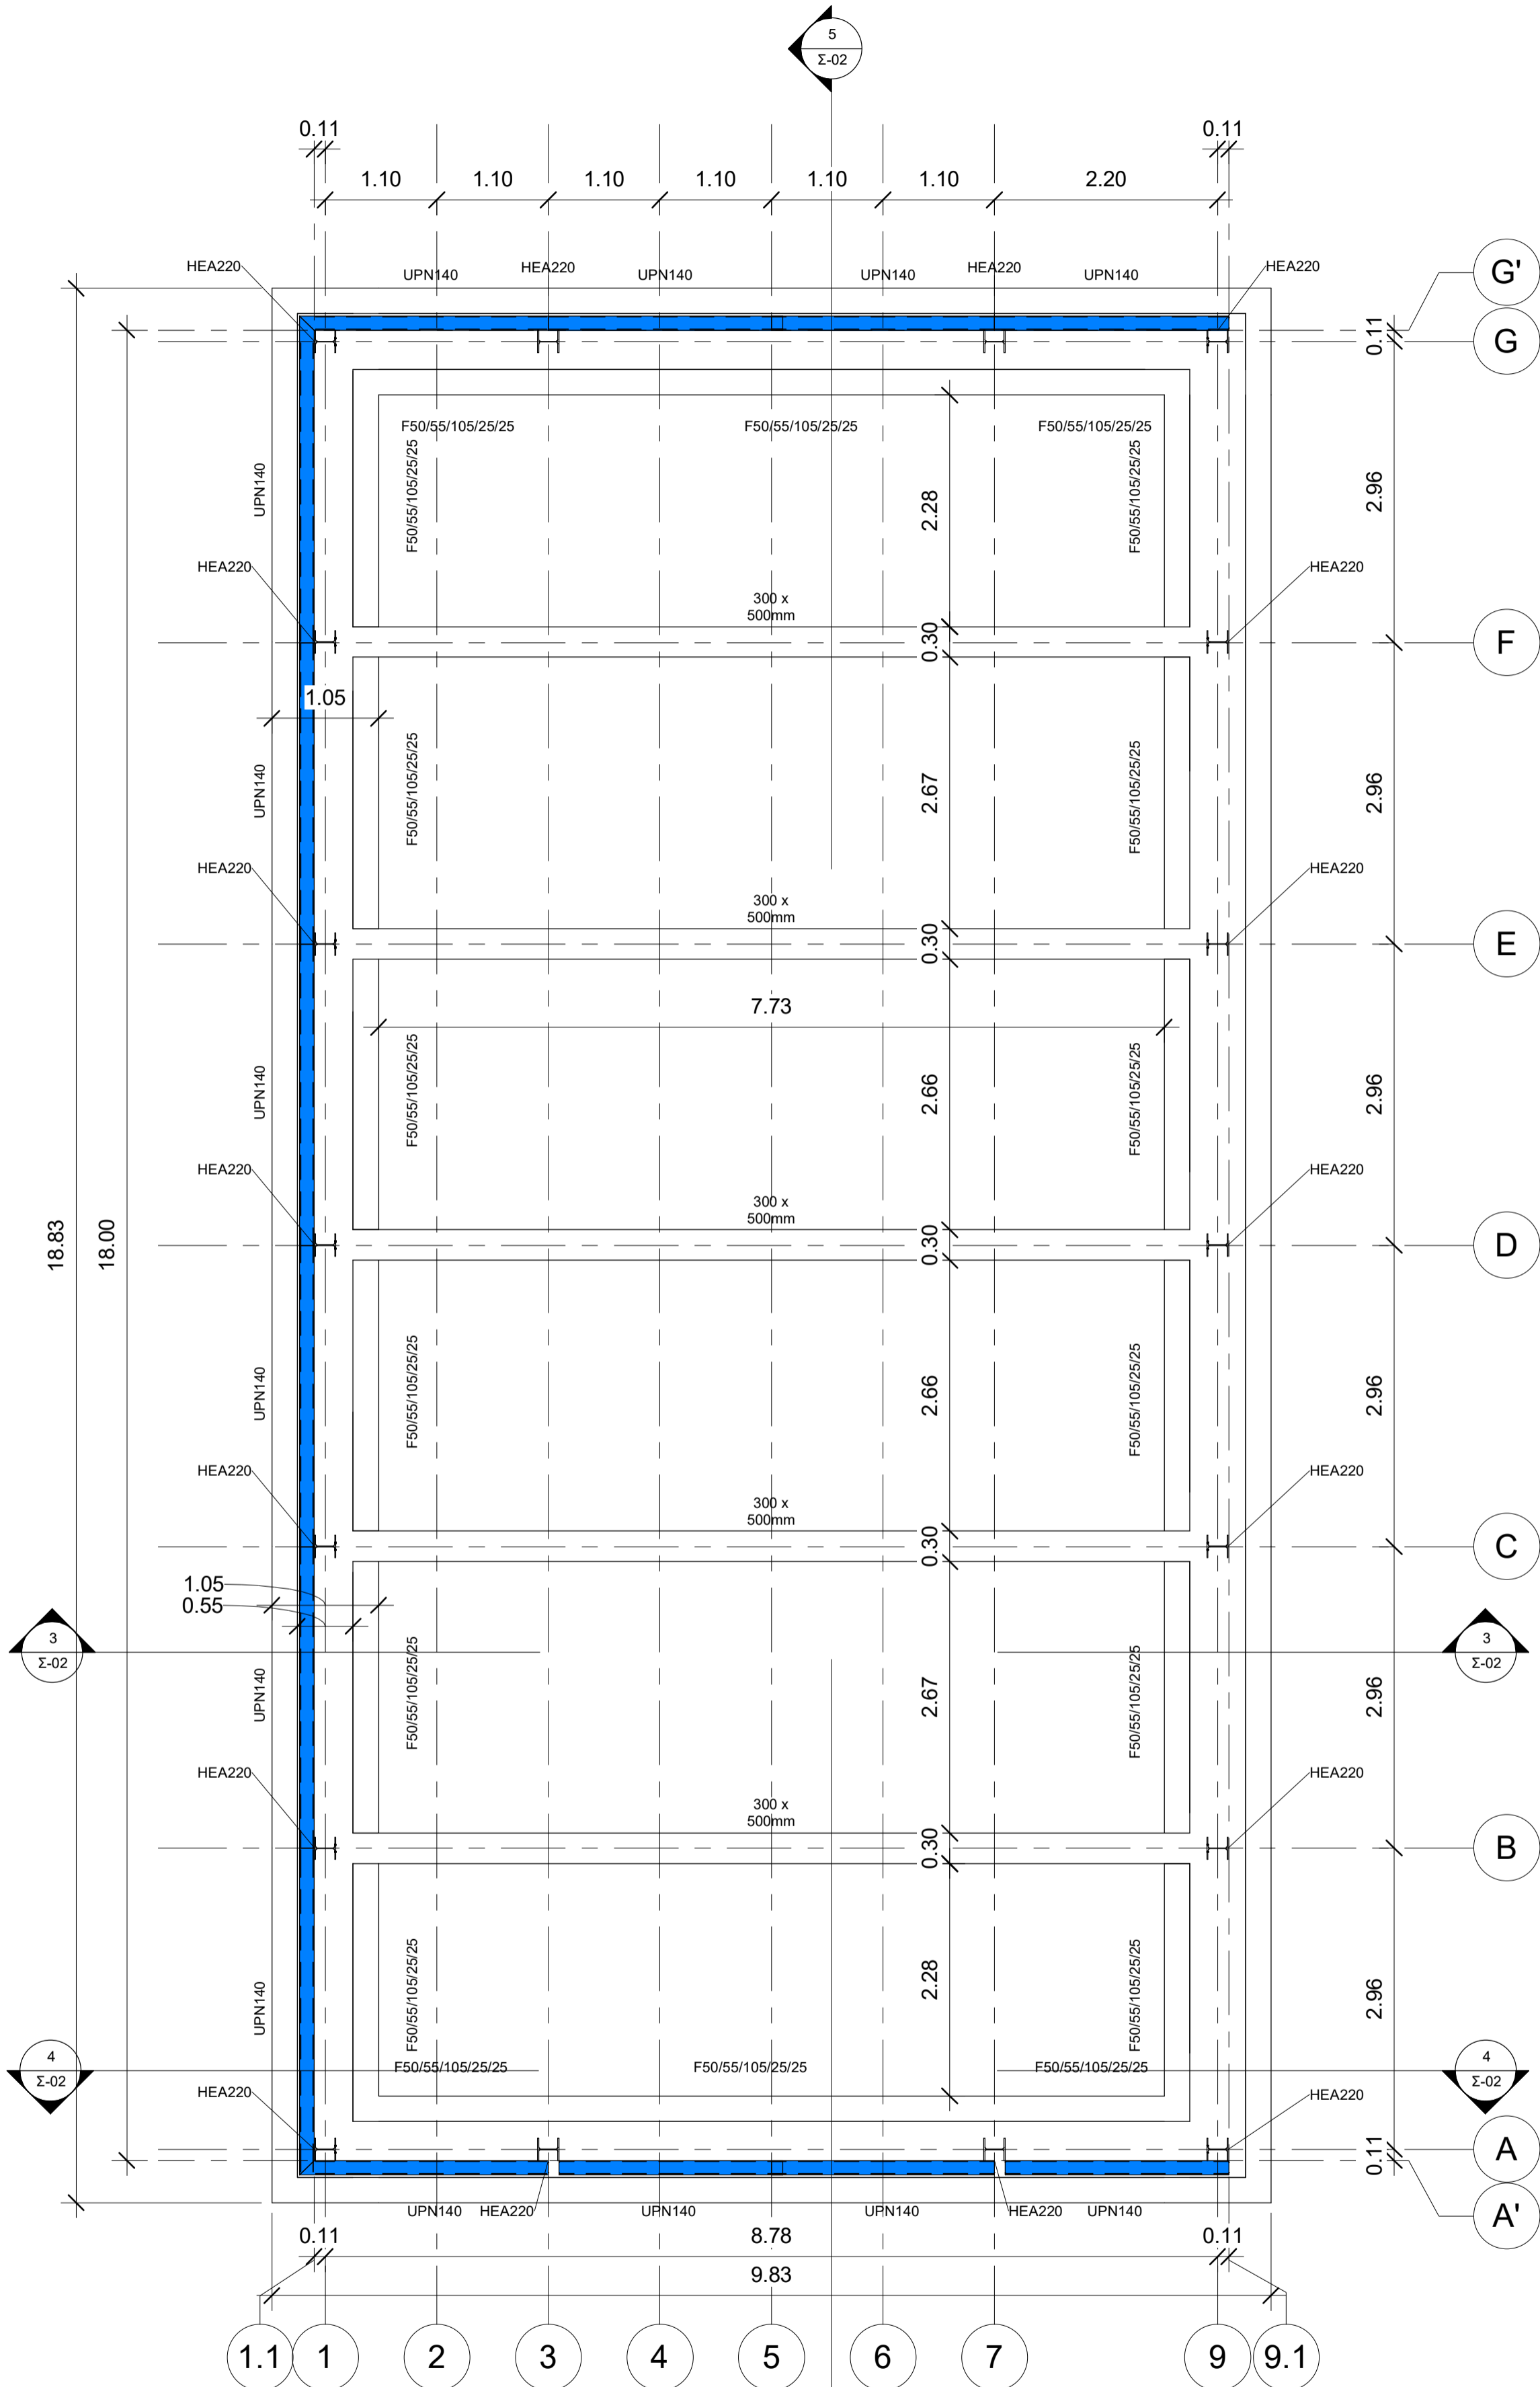 5
Σ-02
0.11
0.11
1.10
1.10
1.10
1.10
1.10
1.10
2.20
HEA220
UPN140
HEA220
UPN140
UPN140
HEA220
UPN140
HEA220
G'
G
0.11
F50/55/105/25/25
F50/55/105/25/25
F50/55/105/25/25
UPN140
F50/55/105/25/25
2.28
F50/55/105/25/25
2.96
HEA220
HEA220
300 x
500mm
0.30
F
1.05
UPN140
F50/55/105/25/25
2.67
F50/55/105/25/25
2.96
HEA220
HEA220
300 x
500mm
0.30
E
7.73
UPN140
F50/55/105/25/25
2.66
F50/55/105/25/25
2.96
HEA220
HEA220
300 x
500mm
0.30
D
18.83
18.00
UPN140
F50/55/105/25/25
2.66
F50/55/105/25/25
2.96
HEA220
HEA220
300 x
500mm
0.30
C
1.05
0.55
3
Σ-02
3
Σ-02
UPN140
F50/55/105/25/25
2.67
F50/55/105/25/25
2.96
HEA220
HEA220
300 x
500mm
0.30
B
UPN140
F50/55/105/25/25
2.28
F50/55/105/25/25
2.96
4
Σ-02
F50/55/105/25/25
F50/55/105/25/25
F50/55/105/25/25
4
Σ-02
HEA220
HEA220
A
0.11
A'
UPN140
HEA220
UPN140
UPN140
HEA220
UPN140
0.11
8.78
0.11
9.83
1.1
1
2
3
4
5
6
7
9
9.1